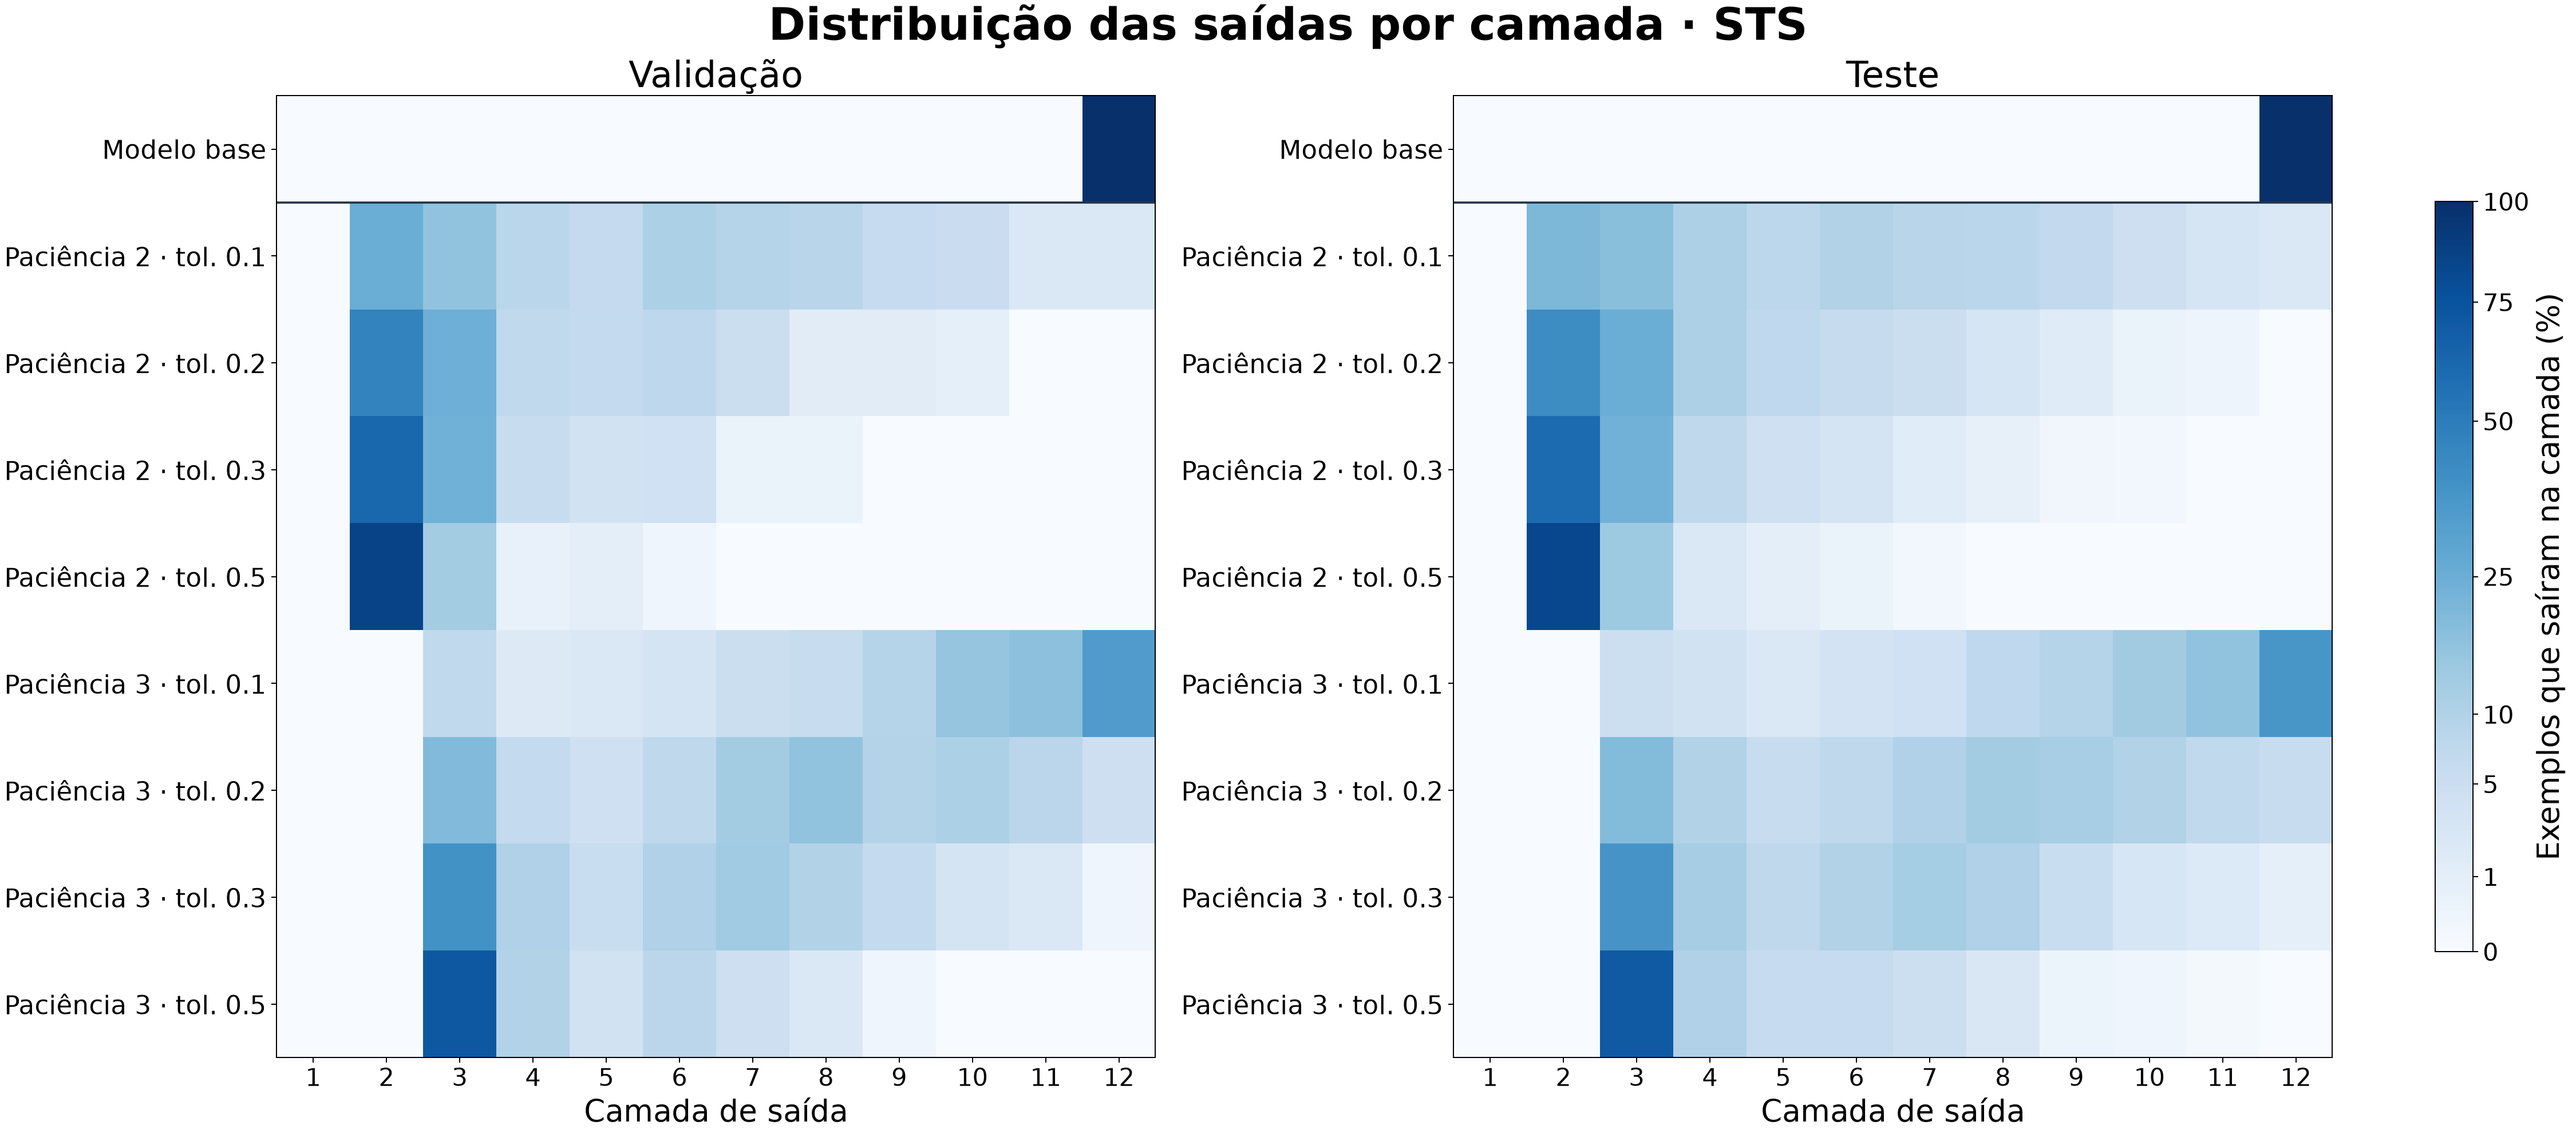 Distribuição das saídas por camada · STS
Validação
Modelo base
Paciência 2 · tol. 0.1
Paciência 2 · tol. 0.2
Paciência 2 · tol. 0.3
Paciência 2 · tol. 0.5
Paciência 3 · tol. 0.1
Paciência 3 · tol. 0.2
Paciência 3 · tol. 0.3
Paciência 3 · tol. 0.5
1 2 3 4 5 6 7 8 9 10 11 12
Camada de saída
Teste
Modelo base
Paciência 2 · tol. 0.1
Paciência 2 · tol. 0.2
Paciência 2 · tol. 0.3
Paciência 2 · tol. 0.5
Paciência 3 · tol. 0.1
Paciência 3 · tol. 0.2
Paciência 3 · tol. 0.3
Paciência 3 · tol. 0.5
1 2 3 4 5 6 7 8 9 10 11 12
Camada de saída
100
75
50
25
10
5
1
0
Exemplos que saíram na camada (%)